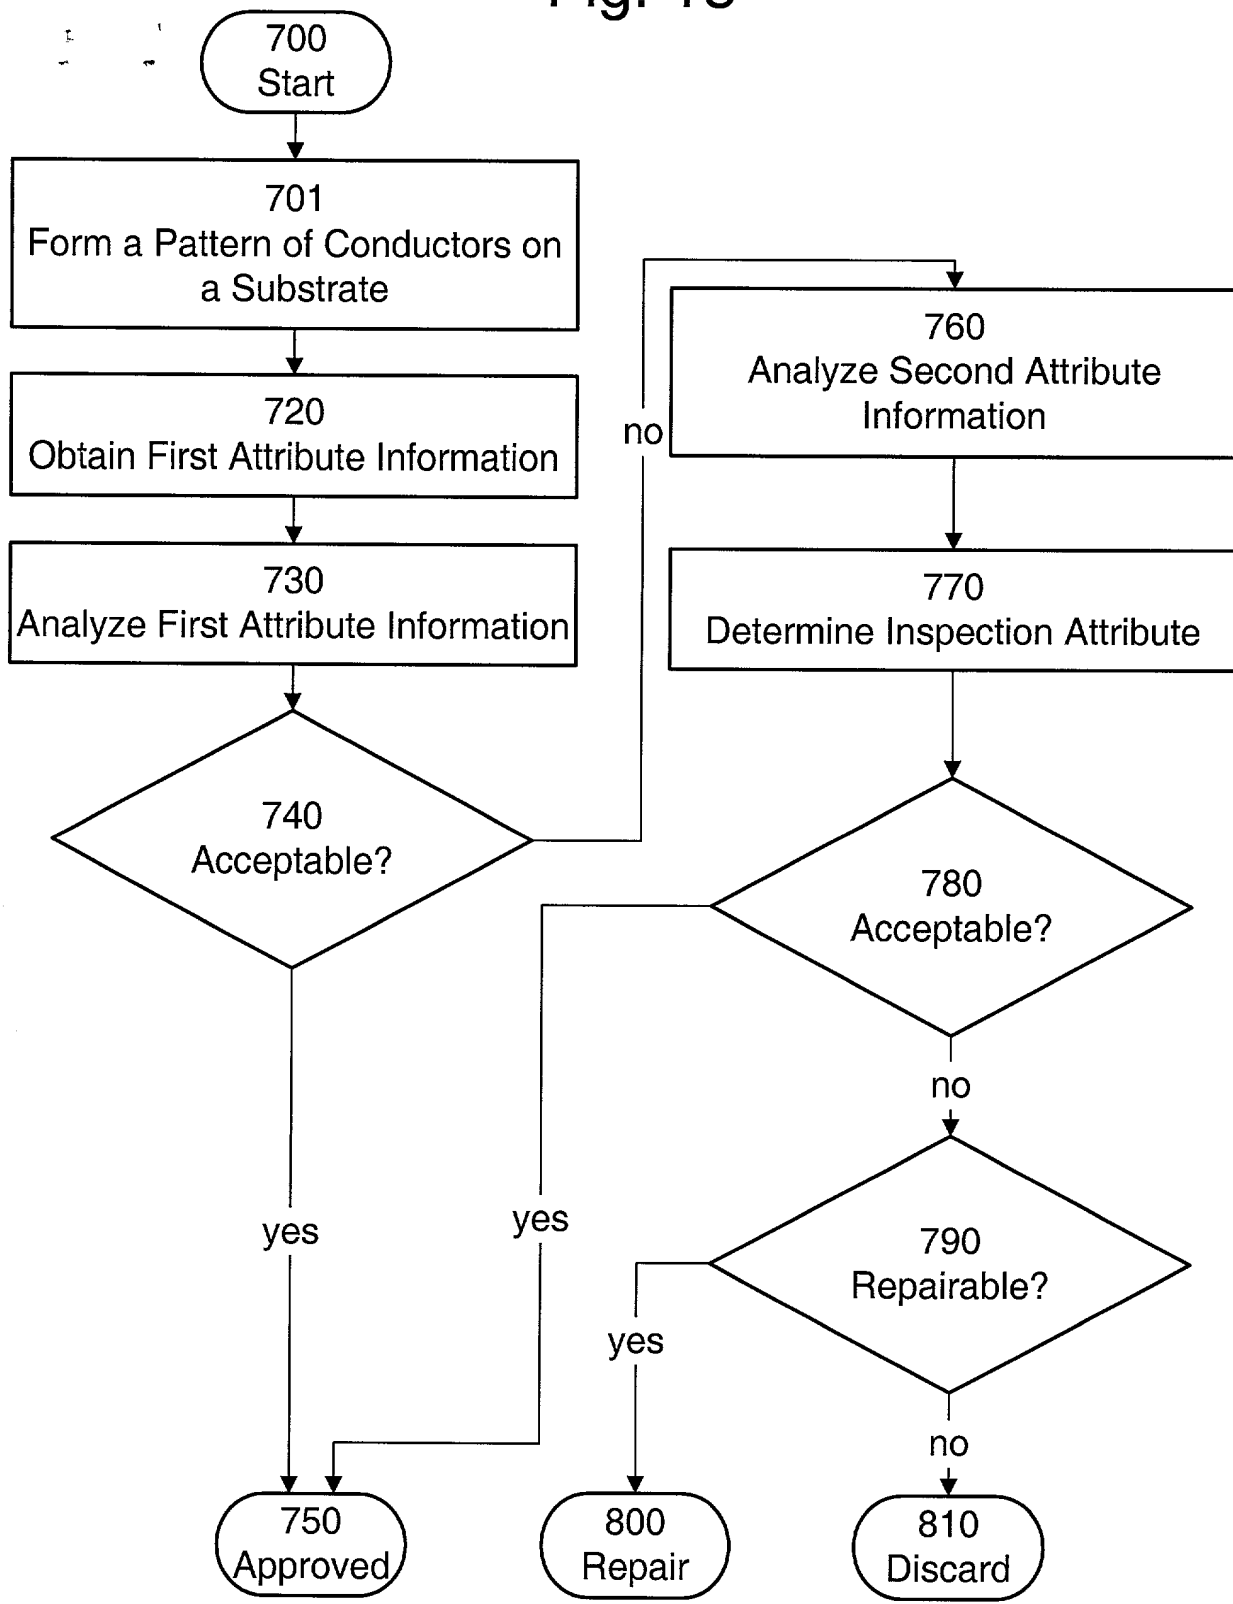 700
Start
701
Form a Pattern of Conductors on
a Substrate
720
Obtain First Attribute Information
730
Analyze First Attribute Information
740
Acceptable?
yes
no
760
Analyze Second Attribute
Information
770
Determine Inspection Attribute
780
Acceptable?
yes
no
790
Repairable?
yes
no
750
Approved
800
Repair
810
Discard